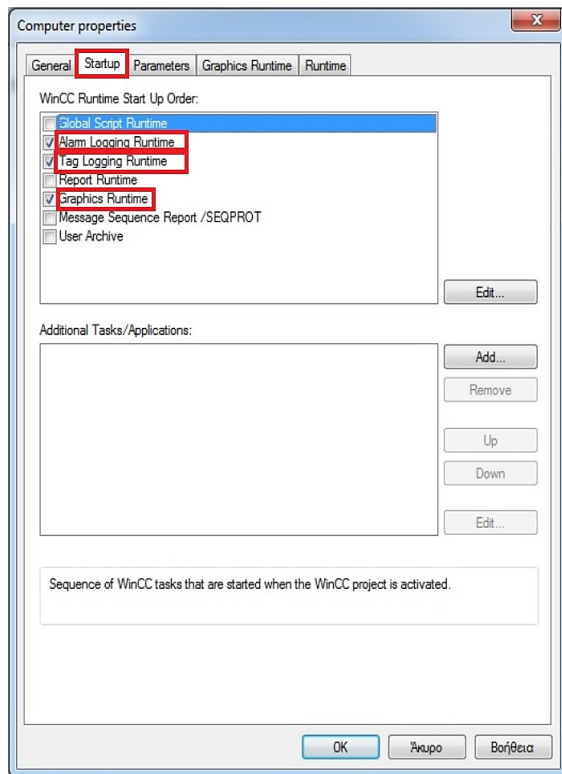 Computer properties
General Startup Parameters Graphics Runtime Runtime
WinCC Runtime Start Up Order:
Global Script Runtime
Alarm Logging Runtime
Tag Logging Runtime
Report Runtime
Graphics Runtime
Message Sequence Report /SEQPROT
User Archive
Edit...
Additional Tasks/Applications:
Add...
Remove
Up
Down
Edit...
Sequence of WinCC tasks that are started when the WinCC project is activated.
OK Άκυρο Βοήθεια